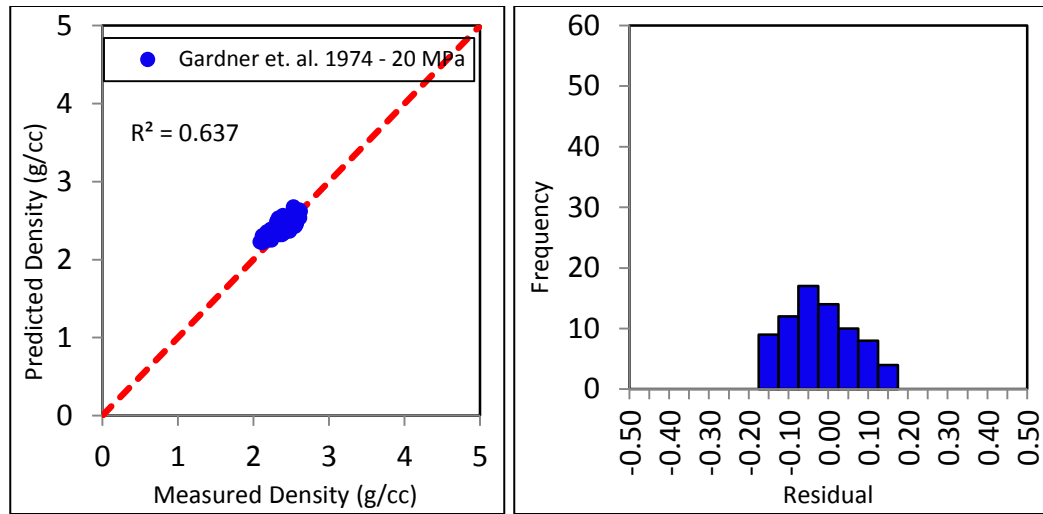 Gardner et. al. 1974 - 20 MPa
R² = 0.637
5
4
3
2
1
0
Predicted Density (g/cc)
0 1 2 3 4 5
Measured Density (g/cc)
60
50
40
30
20
10
0
Frequency
-0.50 -0.40 -0.30 -0.20 -0.10 0.00 0.10 0.20 0.30 0.40 0.50
Residual